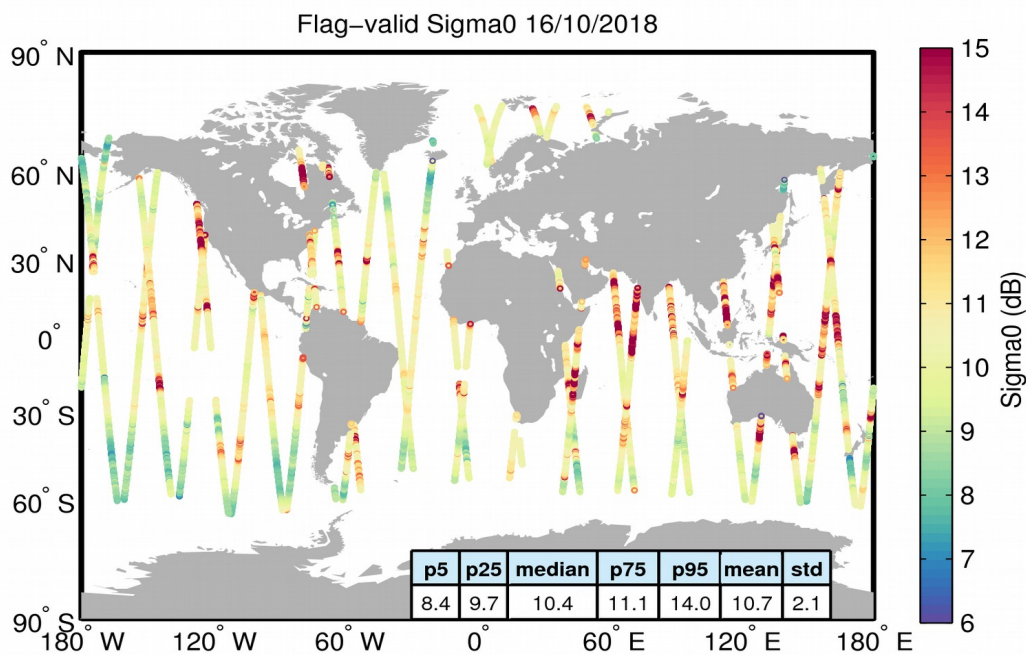 Flag−valid Sigma0 16/10/2018
90° N
60° N
30° N
0°
30° S
60° S
90° S
180° W
120° W
60° W
0°
60° E
120° E
180° E
p5 p25 median p75 p95 mean std
8.4 9.7 10.4 11.1 14.0 10.7 2.1
15
14
13
12
11
10
9
8
7
6
Sigma0 (dB)